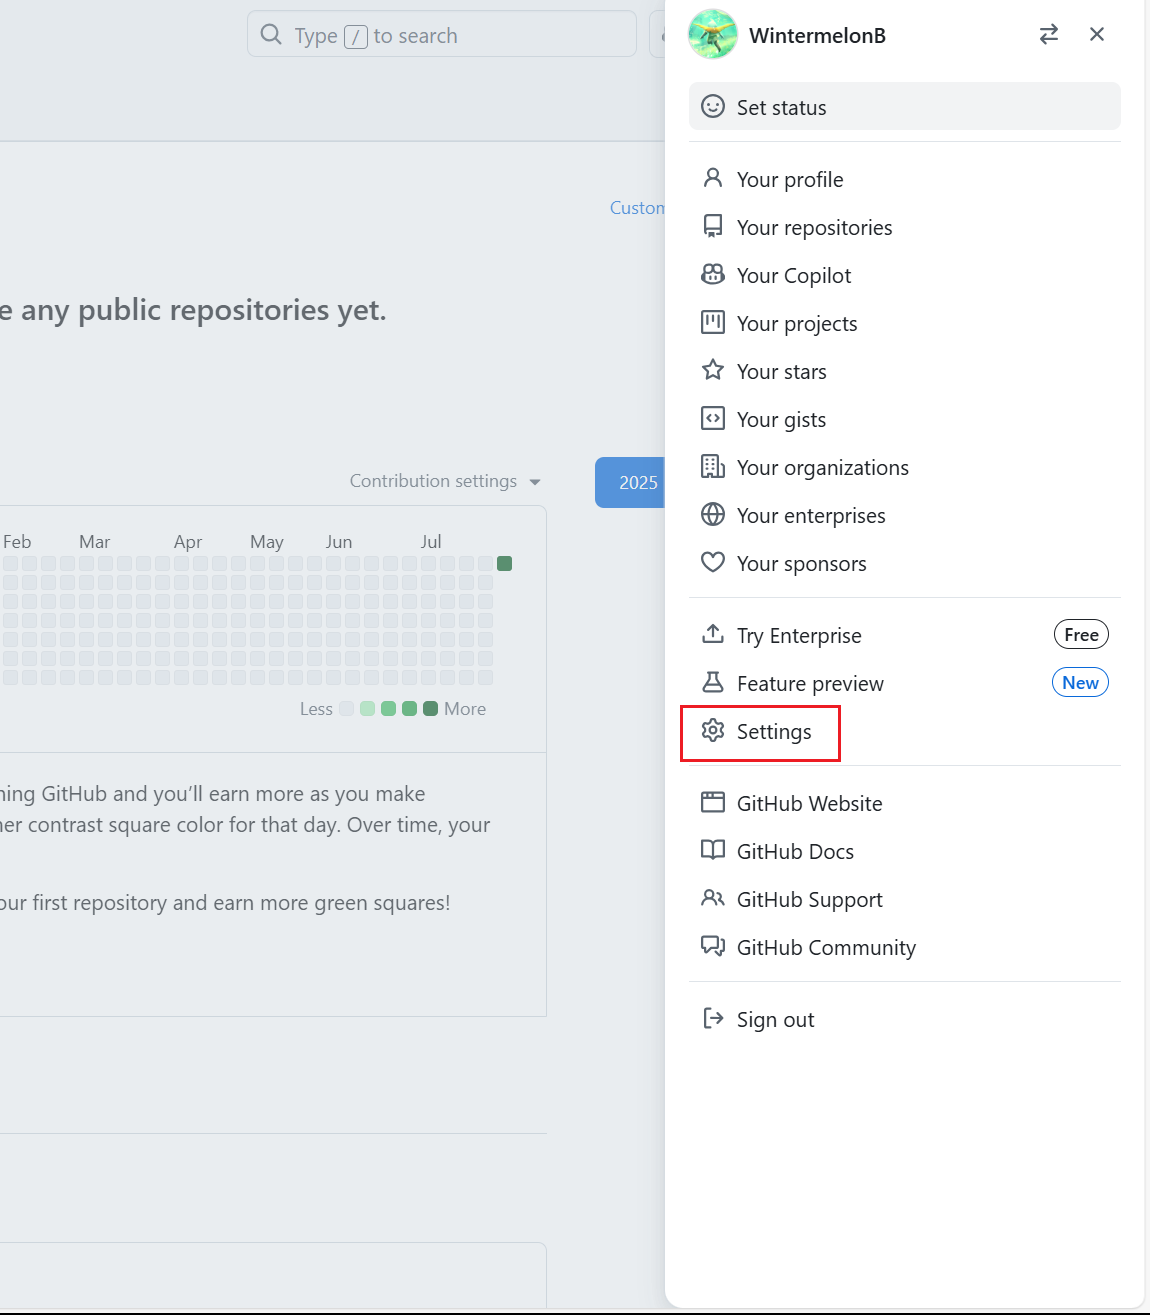 Type / to search
Custom
e any public repositories yet.
Contribution settings
2025
Feb Mar Apr May Jun Jul
Less More
ning GitHub and you’ll earn more as you make
her contrast square color for that day. Over time, your
our first repository and earn more green squares!
WintermelonB
Set status
Your profile
Your repositories
Your Copilot
Your projects
Your stars
Your gists
Your organizations
Your enterprises
Your sponsors
Try Enterprise Free
Feature preview New
Settings
GitHub Website
GitHub Docs
GitHub Support
GitHub Community
Sign out